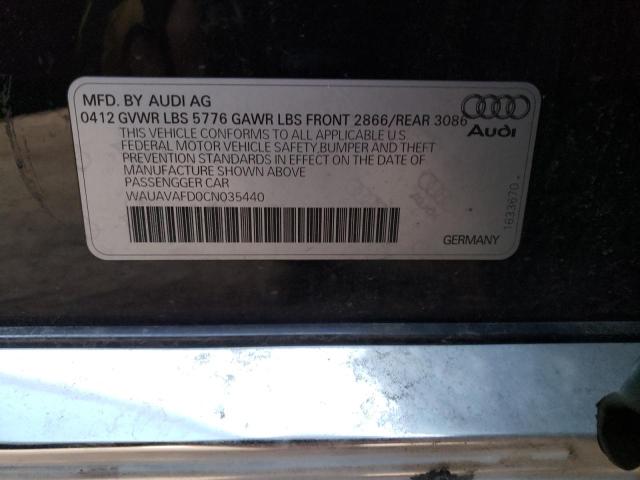 MFD. BY AUDI AG
0412 GVWR LBS 5776 GAWR LBS FRONT 2866/REAR 3086
THIS VEHICLE CONFORMS TO ALL APPLICABLE U.S
FEDERAL MOTOR VEHICLE SAFETY,BUMPER AND THEFT
PREVENTION STANDARDS IN EFFECT ON THE DATE OF
MANUFACTURE SHOWN ABOVE
PASSENGGER CAR
WAUAVAFD0CN035440
Audi
Audi
1633670
GERMANY